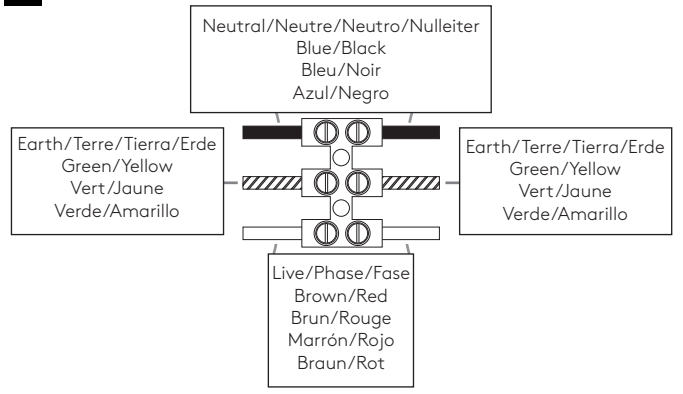 Neutral/Neutre/Neutro/Nulleiter
Blue/Black
Bleu/Noir
Azul/Negro
Earth/Terre/Tierra/Erde
Green/Yellow
Vert/Jaune
Verde/Amarillo
Earth/Terre/Tierra/Erde
Green/Yellow
Vert/Jaune
Verde/Amarillo
Live/Phase/Fase
Brown/Red
Brun/Rouge
Marrón/Rojo
Braun/Rot